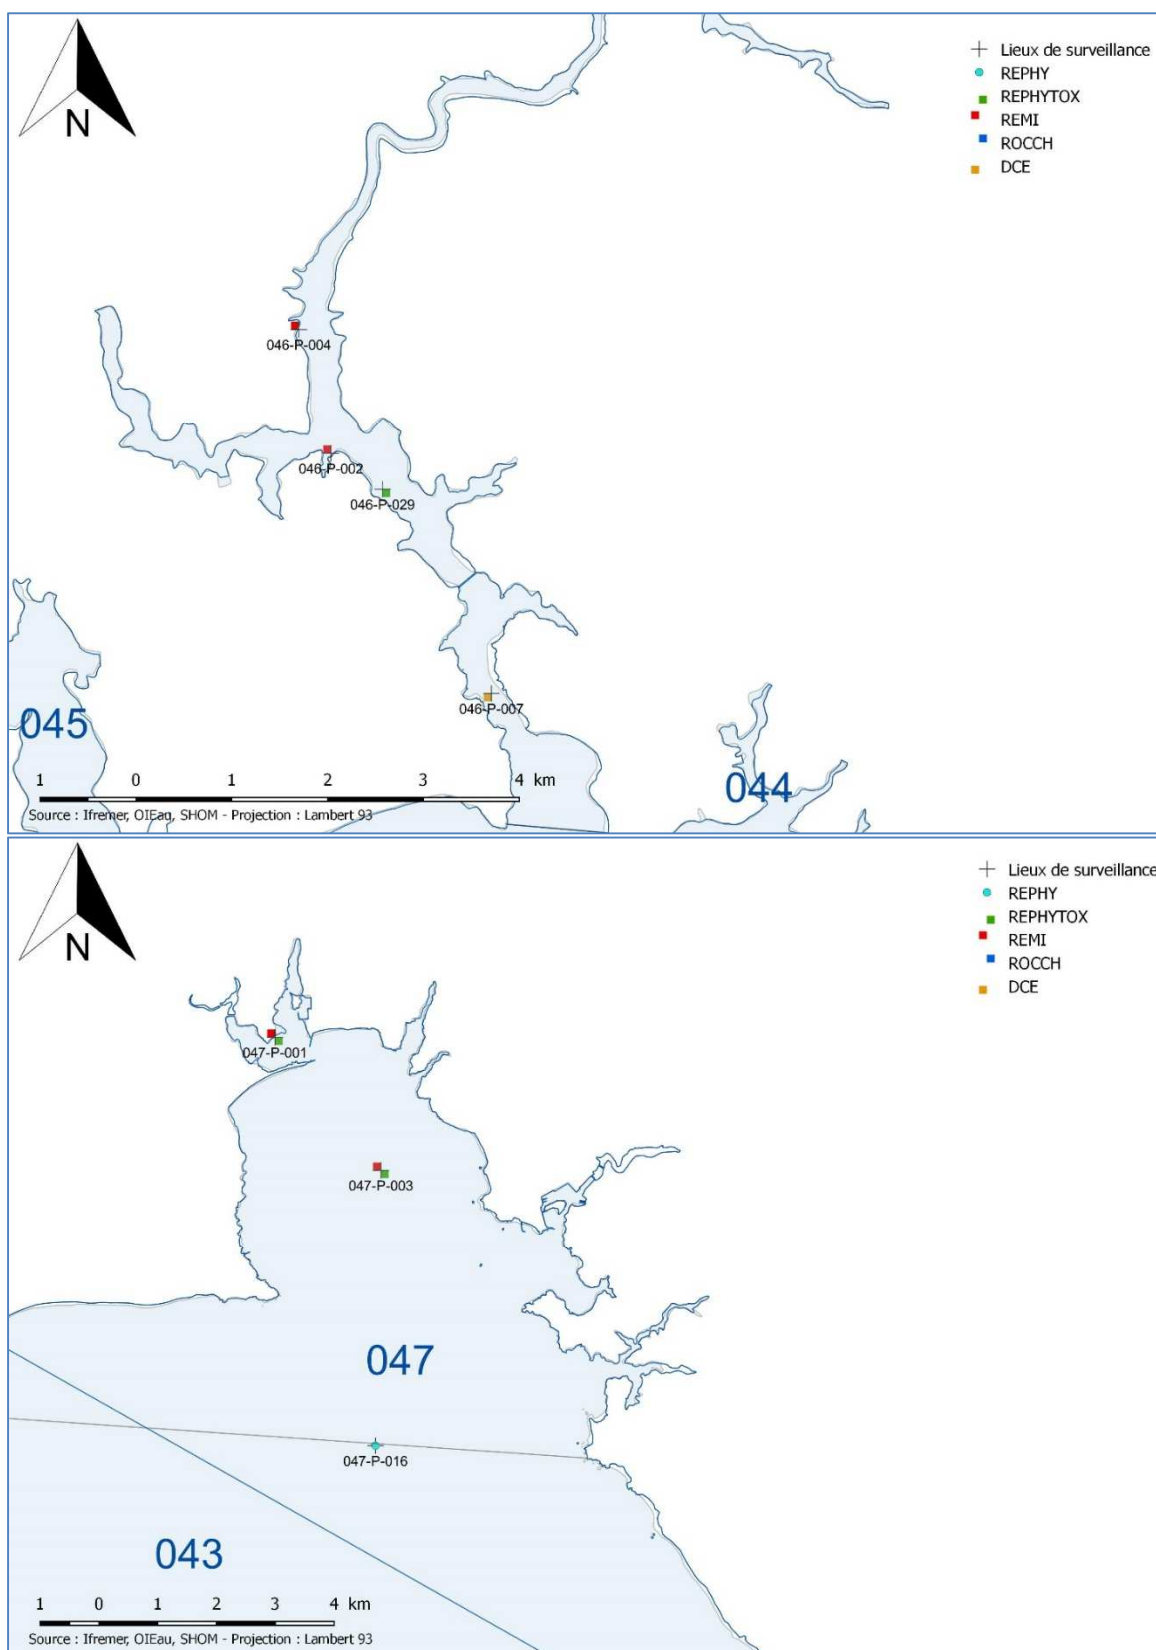 N
Lieux de surveillance
REPHY
REPHYTOX
REMI
ROCCH
DCE
046-P-004
046-P-002
046-P-029
046-P-007
045
044
1 0 1 2 3 4 km
Source : Ifremer, OIEau, SHOM - Projection : Lambert 93
N
Lieux de surveillance
REPHY
REPHYTOX
REMI
ROCCH
DCE
047-P-001
047-P-003
047
047-P-016
043
1 0 1 2 3 4 km
Source : Ifremer, OIEau, SHOM - Projection : Lambert 93